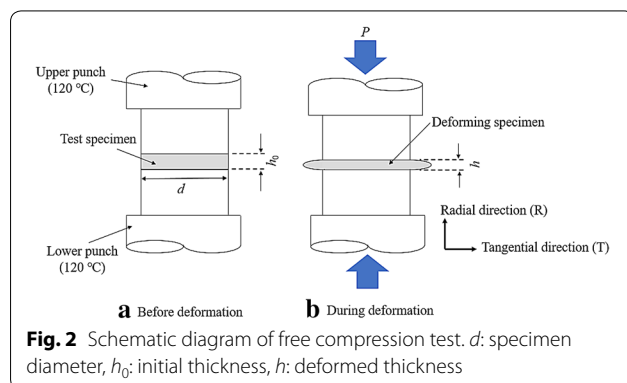 P
Upper punch
(120 ℃)
Test specimen
h₀
d
Lower punch
(120 ℃)
Deforming specimen
h
Radial direction (R)
Tangential direction (T)
a Before deformation
b During deformation
Fig. 2 Schematic diagram of free compression test. d: specimen
diameter, h₀: initial thickness, h: deformed thickness